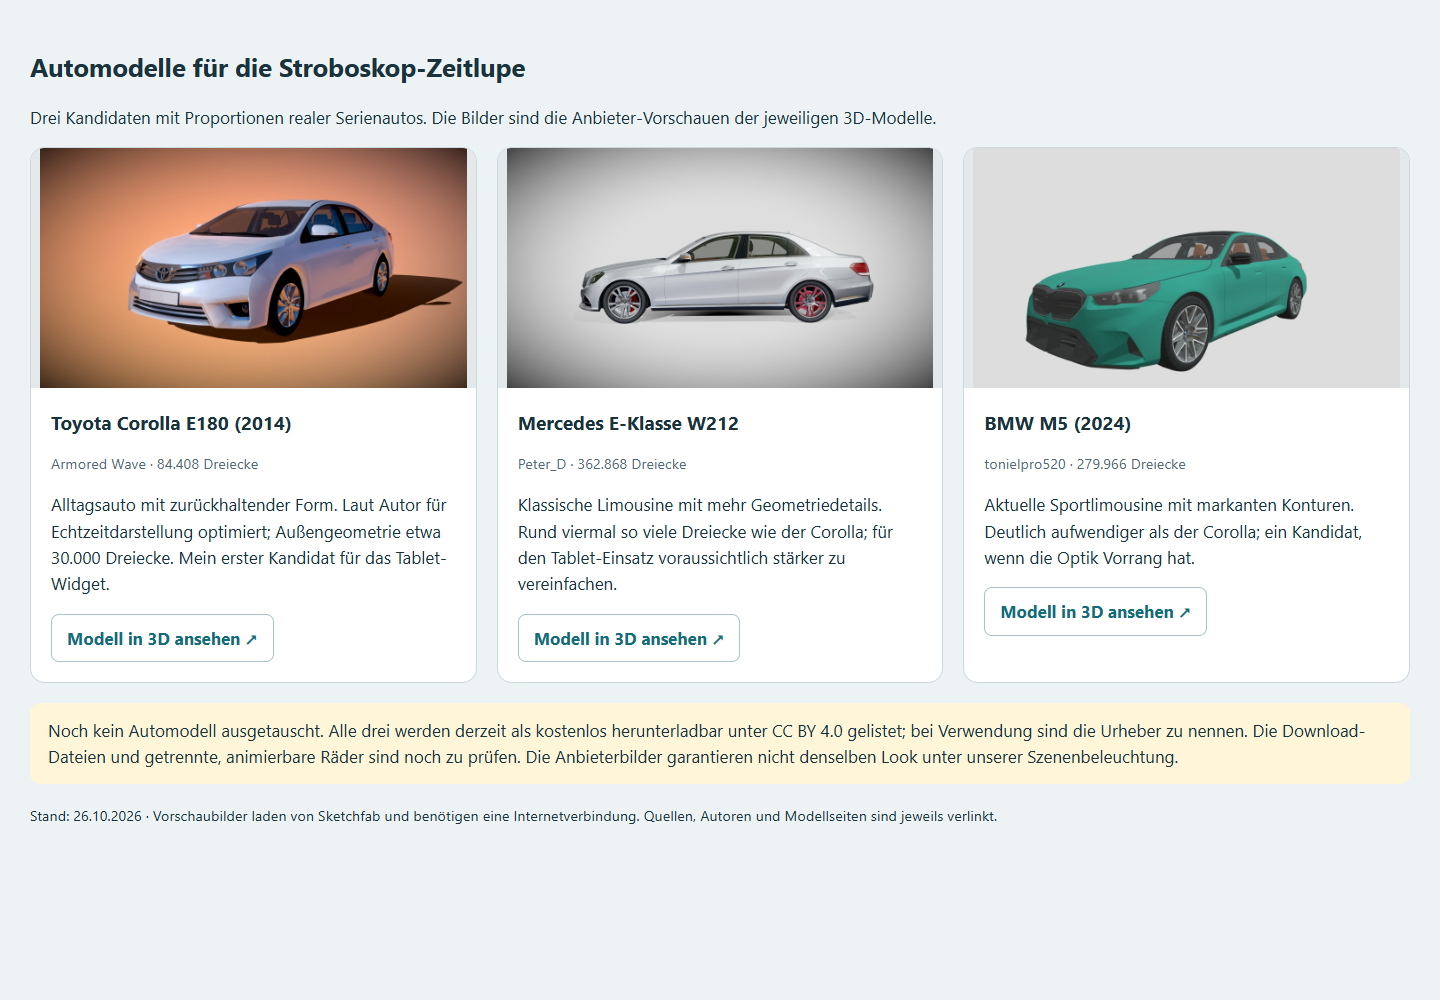 Automodelle für die Stroboskop-Zeitlupe
Drei Kandidaten mit Proportionen realer Serienautos. Die Bilder sind die Anbieter-Vorschauen der jeweiligen 3D-Modelle.
Toyota Corolla E180 (2014)
Armored Wave · 84.408 Dreiecke
Alltagsauto mit zurückhaltender Form. Laut Autor für
Echtzeitdarstellung optimiert; Außengeometrie etwa
30.000 Dreiecke. Mein erster Kandidat für das Tablet-
Widget.
Modell in 3D ansehen ↗
Mercedes E-Klasse W212
Peter_D · 362.868 Dreiecke
Klassische Limousine mit mehr Geometriedetails.
Rund viermal so viele Dreiecke wie der Corolla; für
den Tablet-Einsatz voraussichtlich stärker zu
vereinfachen.
Modell in 3D ansehen ↗
BMW M5 (2024)
tonielpro520 · 279.966 Dreiecke
Aktuelle Sportlimousine mit markanten Konturen.
Deutlich aufwendiger als der Corolla; ein Kandidat,
wenn die Optik Vorrang hat.
Modell in 3D ansehen ↗
Noch kein Automodell ausgetauscht. Alle drei werden derzeit als kostenlos herunterladbar unter CC BY 4.0 gelistet; bei Verwendung sind die Urheber zu nennen. Die Download-
Dateien und getrennte, animierbare Räder sind noch zu prüfen. Die Anbieterbilder garantieren nicht denselben Look unter unserer Szenenbeleuchtung.
Stand: 26.10.2026 · Vorschaubilder laden von Sketchfab und benötigen eine Internetverbindung. Quellen, Autoren und Modellseiten sind jeweils verlinkt.